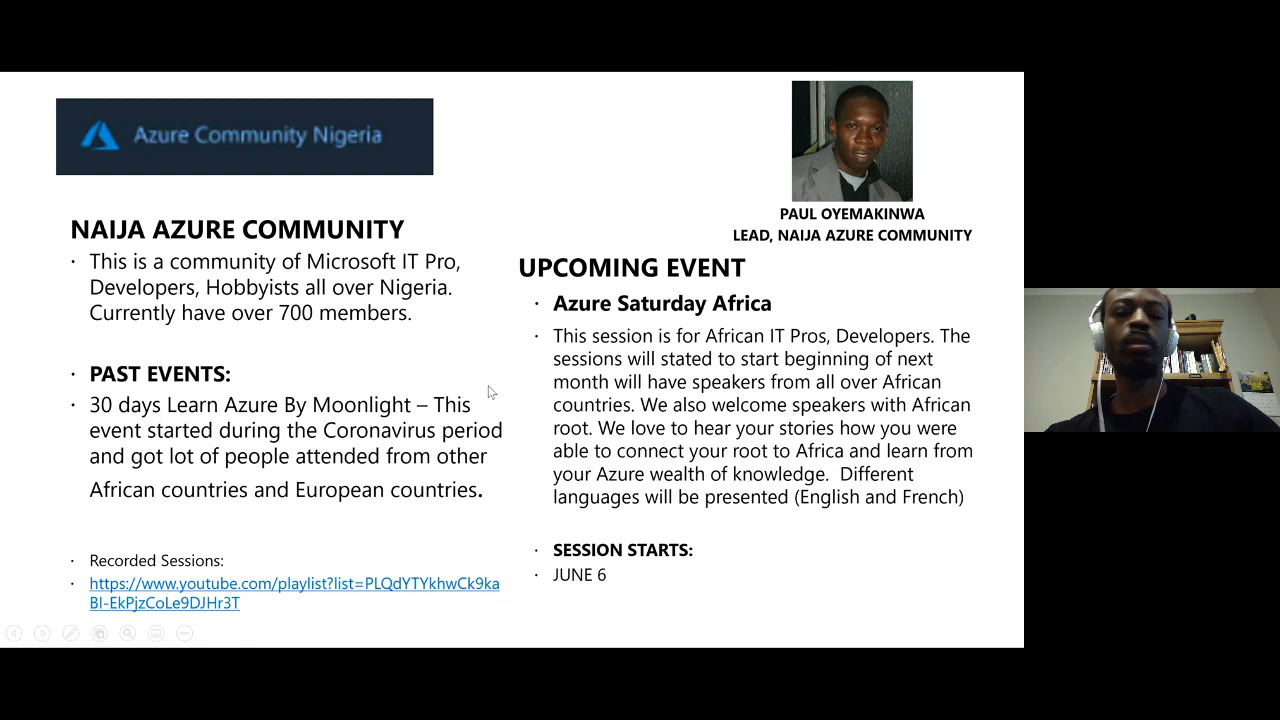 Azure Community Nigeria
NAIJA AZURE COMMUNITY
· This is a community of Microsoft IT Pro,
Developers, Hobbyists all over Nigeria.
Currently have over 700 members.
· PAST EVENTS:
· 30 days Learn Azure By Moonlight – This
event started during the Coronavirus period
and got lot of people attended from other
African countries and European countries.
· Recorded Sessions:
· https://www.youtube.com/playlist?list=PLQdYTYkhwCk9ka
BI-EkPjzCoLe9DJHr3T
PAUL OYEMAKINWA
LEAD, NAIJA AZURE COMMUNITY
UPCOMING EVENT
· Azure Saturday Africa
· This session is for African IT Pros, Developers. The
sessions will stated to start beginning of next
month will have speakers from all over African
countries. We also welcome speakers with African
root. We love to hear your stories how you were
able to connect your root to Africa and learn from
your Azure wealth of knowledge.  Different
languages will be presented (English and French)
· SESSION STARTS:
· JUNE 6